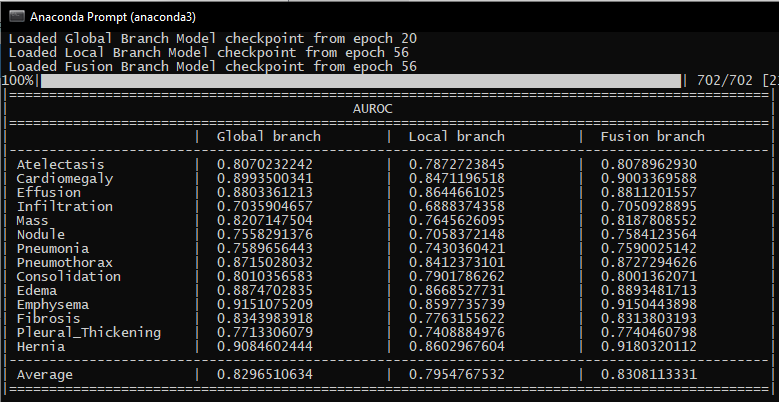 Anaconda Prompt (anaconda3)
Loaded Global Branch Model checkpoint from epoch 20
Loaded Local Branch Model checkpoint from epoch 56
Loaded Fusion Branch Model checkpoint from epoch 56
100%| | 702/702 [2
AUROC
| Global branch | Local branch | Fusion branch
Atelectasis | 0.8070232242 | 0.7872723845 | 0.8078962930
Cardiomegaly | 0.8993500341 | 0.8471196518 | 0.9003369588
Effusion | 0.8803361213 | 0.8644661025 | 0.8811201557
Infiltration | 0.7035904657 | 0.6888374358 | 0.7050928895
Mass | 0.8207147504 | 0.7645626095 | 0.8187808552
Nodule | 0.7558291376 | 0.7058372148 | 0.7584123564
Pneumonia | 0.7589656443 | 0.7430360421 | 0.7590025142
Pneumothorax | 0.8715028032 | 0.8412373101 | 0.8727294626
Consolidation | 0.8010356583 | 0.7901786262 | 0.8001362071
Edema | 0.8874702835 | 0.8668527731 | 0.8893481713
Emphysema | 0.9151075209 | 0.8597735739 | 0.9150443898
Fibrosis | 0.8343983918 | 0.7763155622 | 0.8313803193
Pleural_Thickening | 0.7713306079 | 0.7408884976 | 0.7740460798
Hernia | 0.9084602444 | 0.8602967604 | 0.9180320112
Average | 0.8296510634 | 0.7954767532 | 0.8308113331